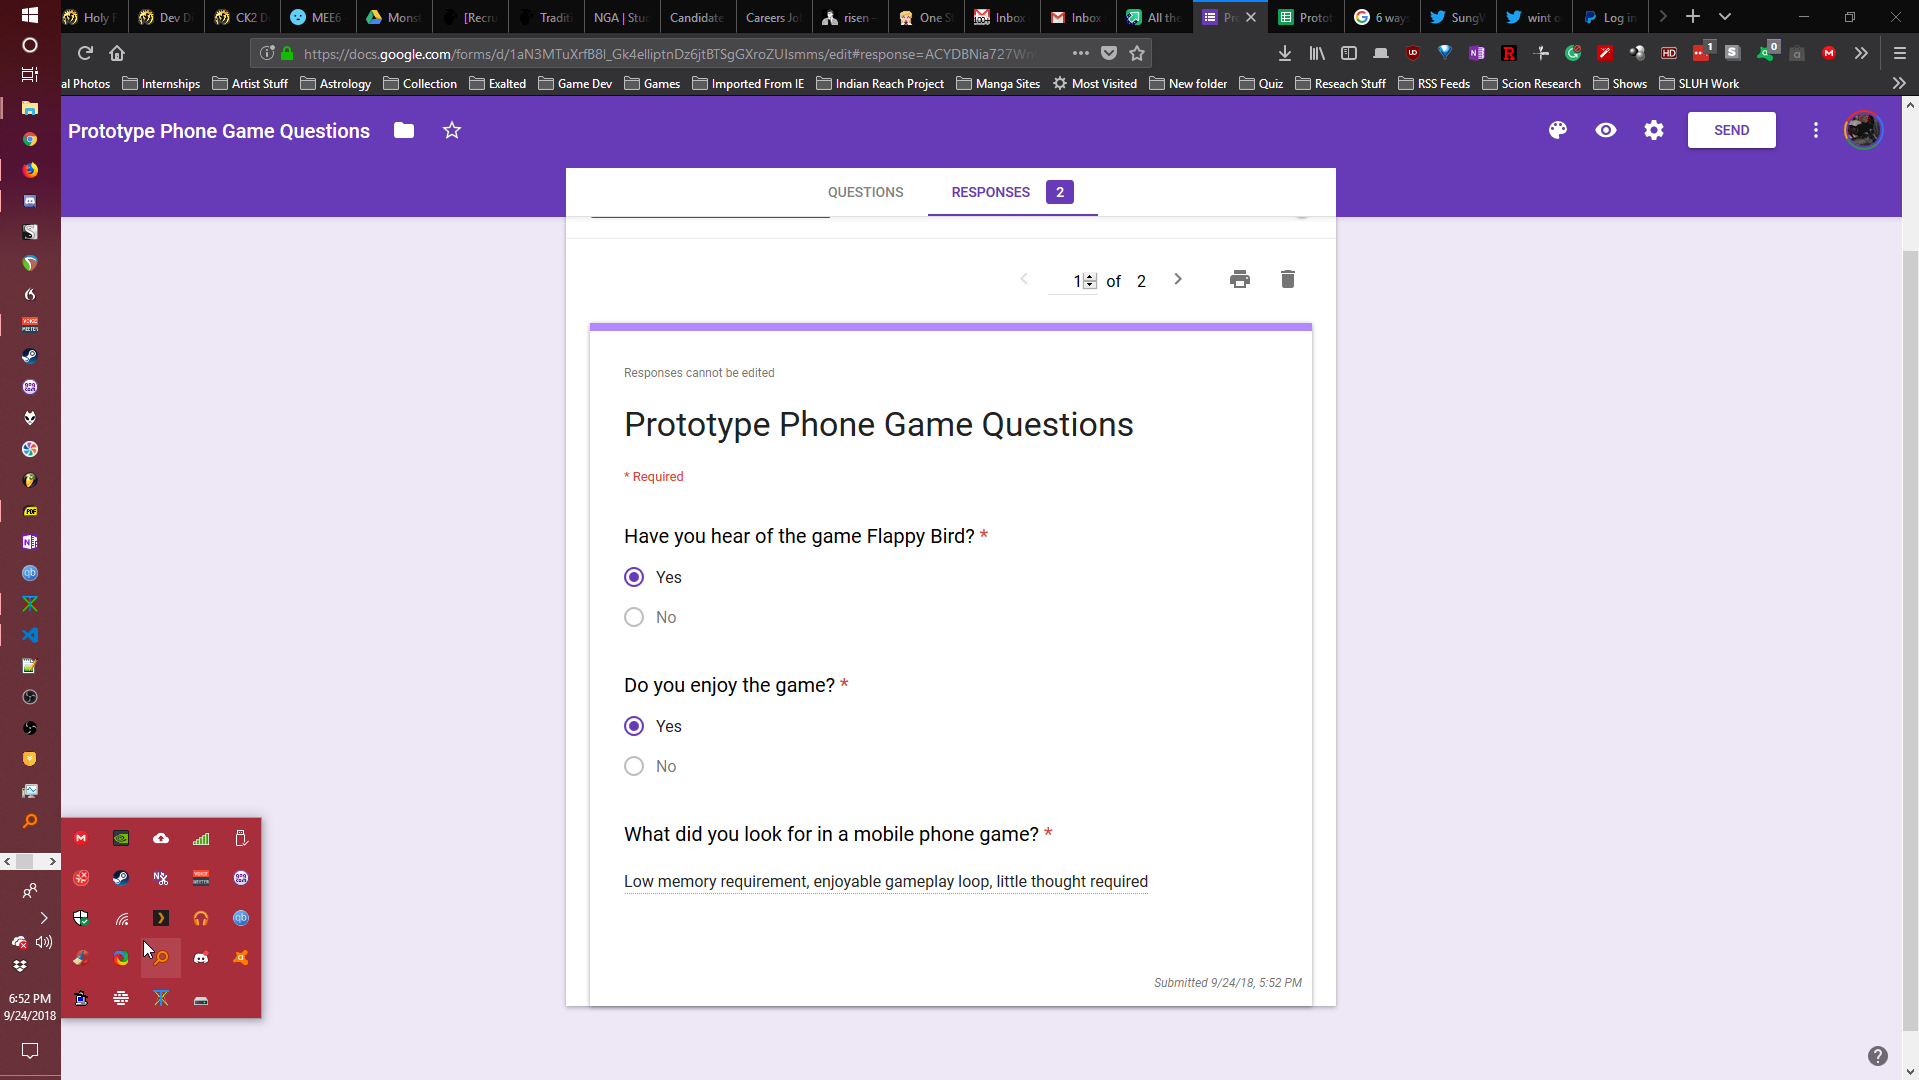 Holy
Dev D
CK2 D
MEE6
Monst
[Recru
Traditi
NGA | Stu
Candidate
Careers Jo
risen -
One S
Inbox
Inbox
All the
Pr
Protot
6 way
Sung
wint o
Log in
https://docs.google.com/forms/d/1aN3MTuXrfB8l_Gk4elliptnDz6jtBTSgGXroZUIsmms/edit#response=ACYDBNia727W
al Photos
Internships
Artist Stuff
Astrology
Collection
Exalted
Game Dev
Games
Imported From IE
Indian Reach Project
Manga Sites
Most Visited
New folder
Quiz
Reseach Stuff
RSS Feeds
Scion Research
Shows
SLUH Work
Prototype Phone Game Questions
SEND
QUESTIONS
RESPONSES 2
1 of 2
Responses cannot be edited
Prototype Phone Game Questions
* Required
Have you hear of the game Flappy Bird? *
Yes
No
Do you enjoy the game? *
Yes
No
What did you look for in a mobile phone game? *
Low memory requirement, enjoyable gameplay loop, little thought required
Submitted 9/24/18, 5:52 PM
6:52 PM
9/24/2018